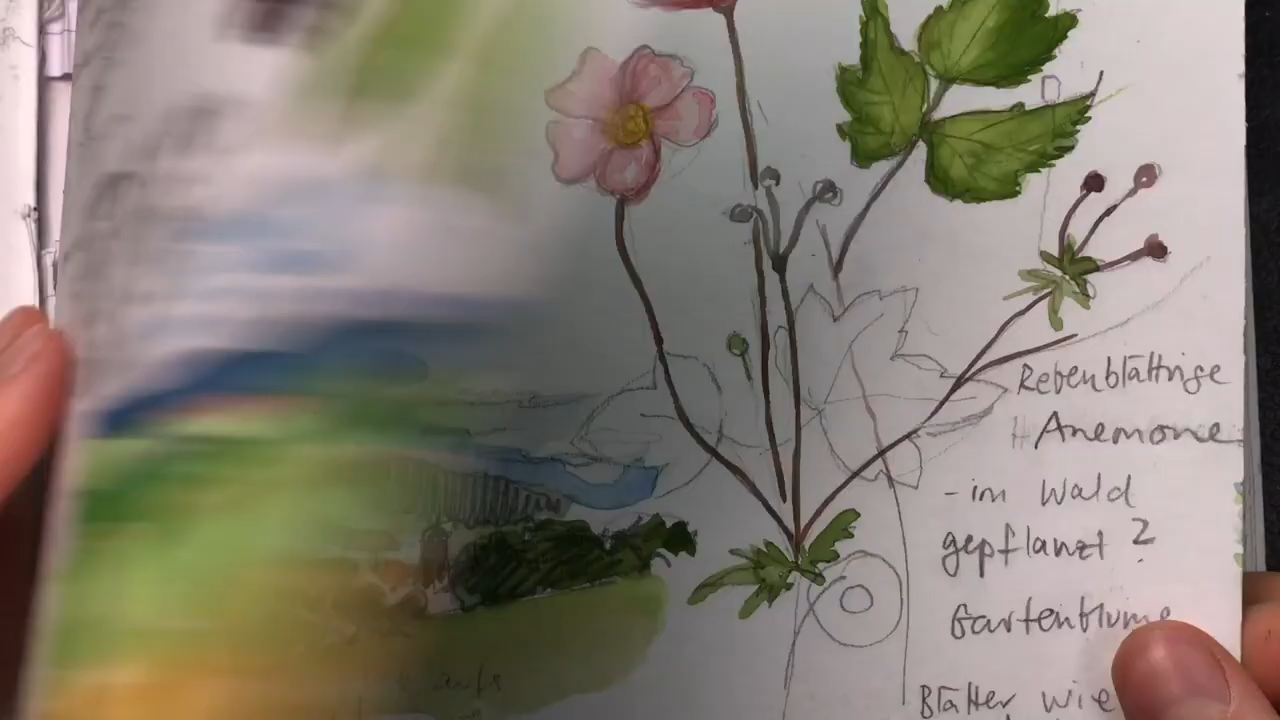 Rebenblättrige
Anemone
- im Wald
gepflanzt ?
Gartenblume
Blätter wie